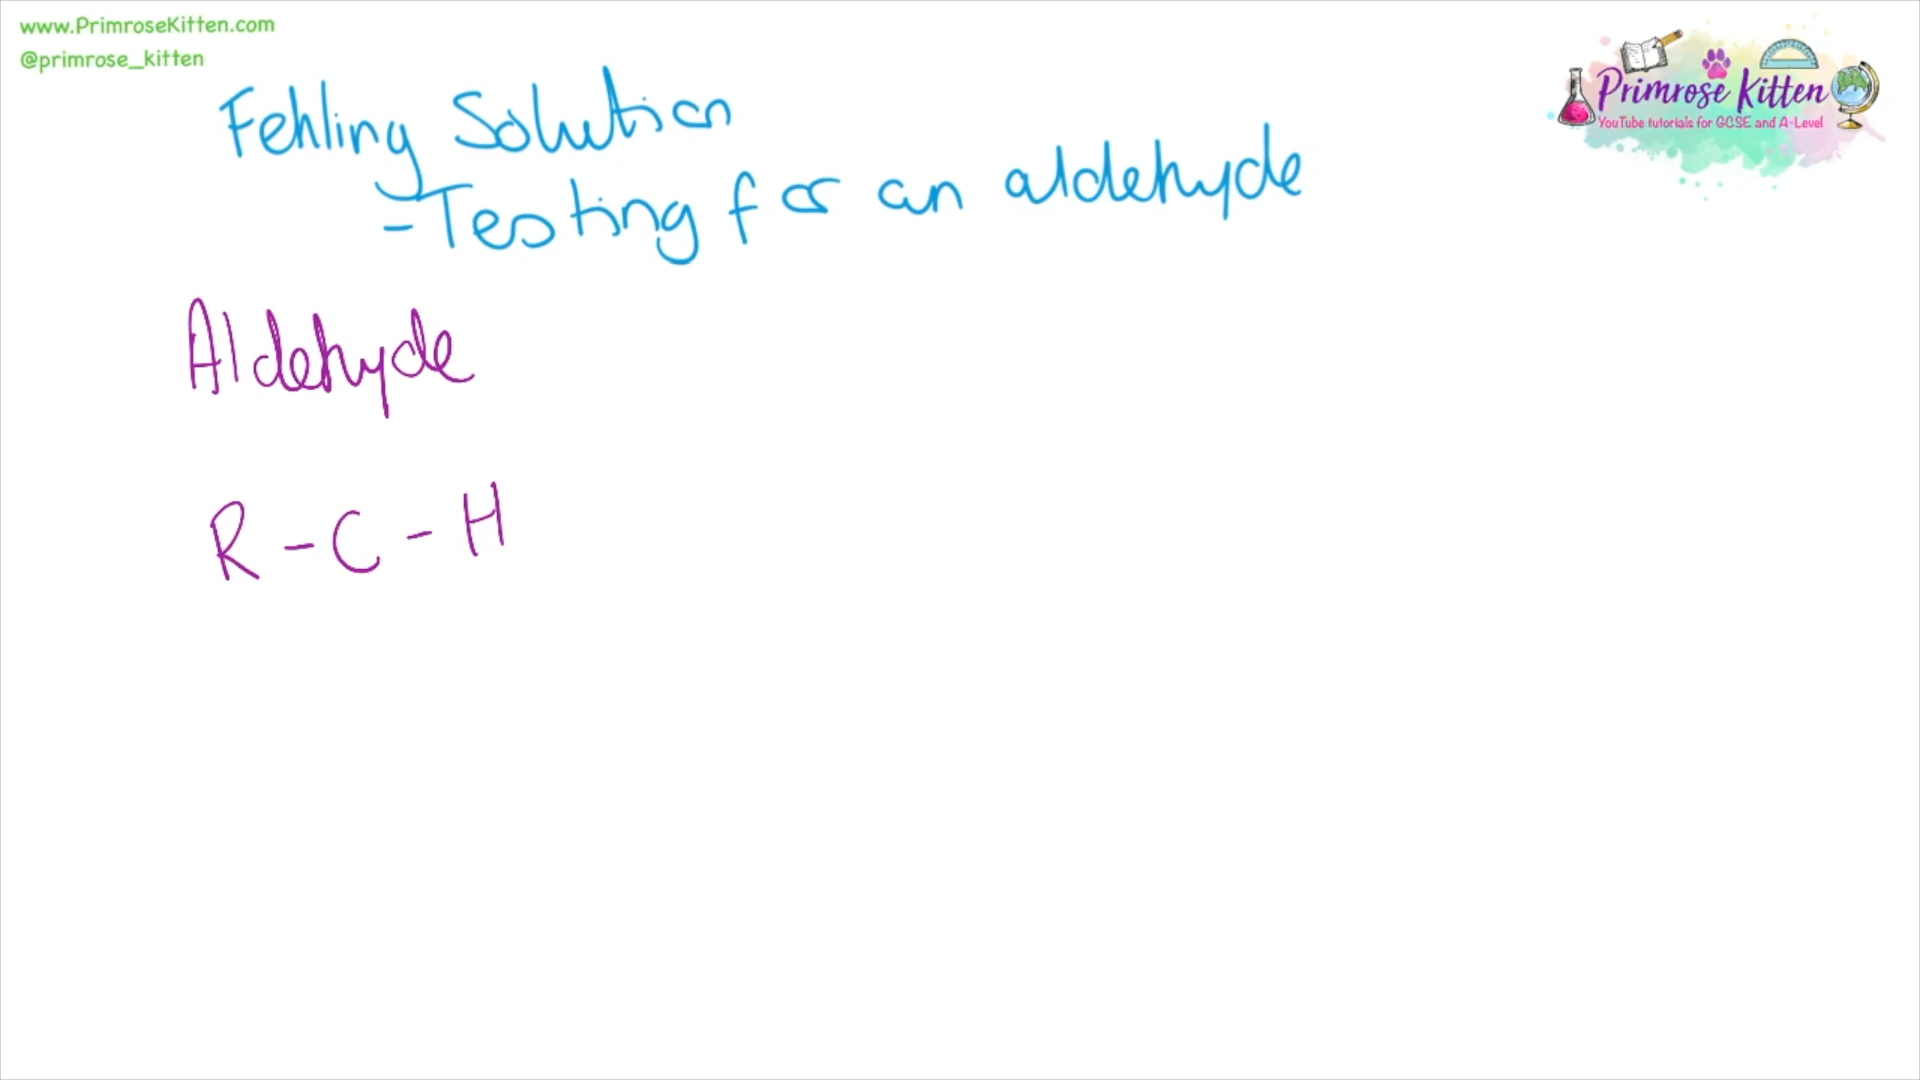 www.PrimroseKitten.com
@primrose_kitten
Primrose Kitten
YouTube tutorials for GCSE and A-Level
Fehling Solution
- Testing for an aldehyde
Aldehyde
R - C - H